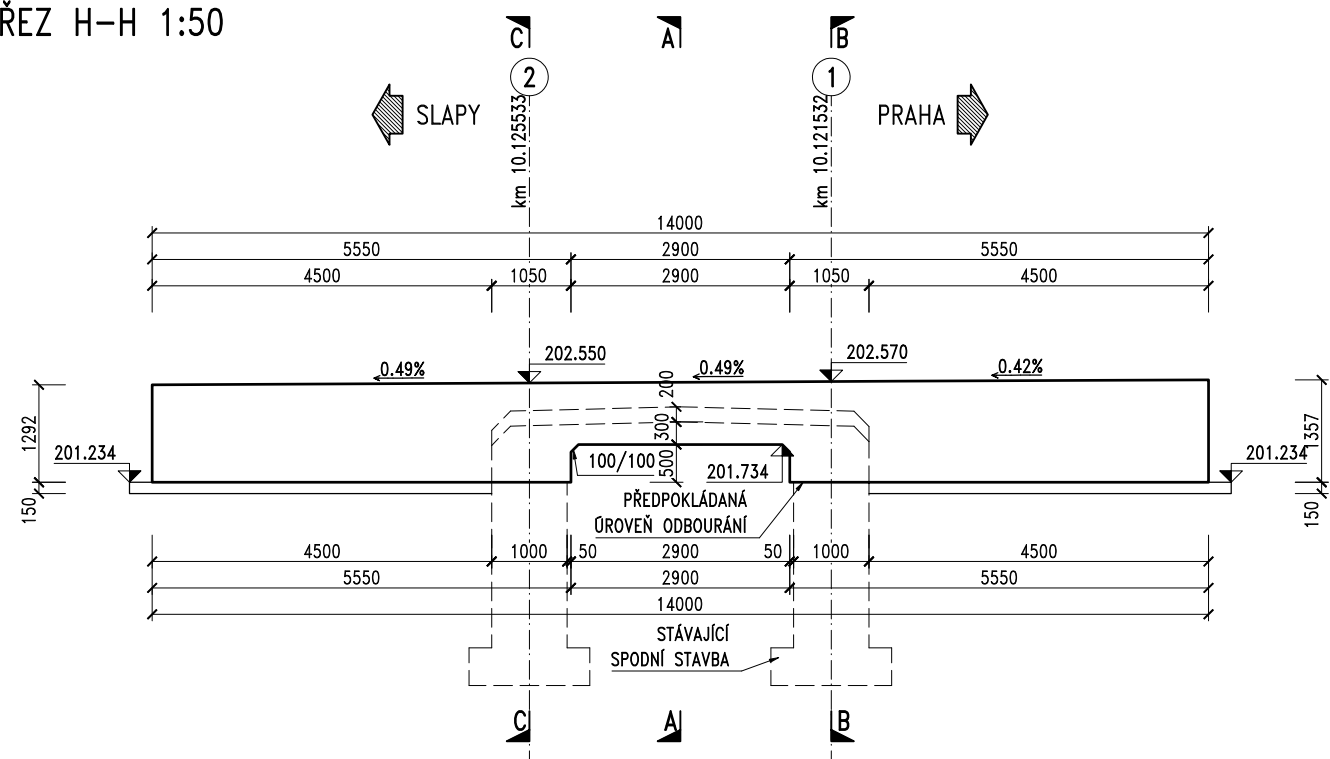 ŘEZ H-H 1:50
C A B
2 1
SLAPY PRAHA
km 10.125533 km 10.121532
14000
5550 2900 5550
4500 1050 2900 1050 4500
202.550 202.570
0.49% 0.49% 0.42%
200
300
500
1292 1357
201.234 201.234
100/100 201.734
150 150
PŘEDPOKLÁDANÁ
ÚROVEŇ ODBOURÁNÍ
4500 1000 50 2900 50 1000 4500
5550 2900 5550
14000
STÁVAJÍCÍ
SPODNÍ STAVBA
C A B